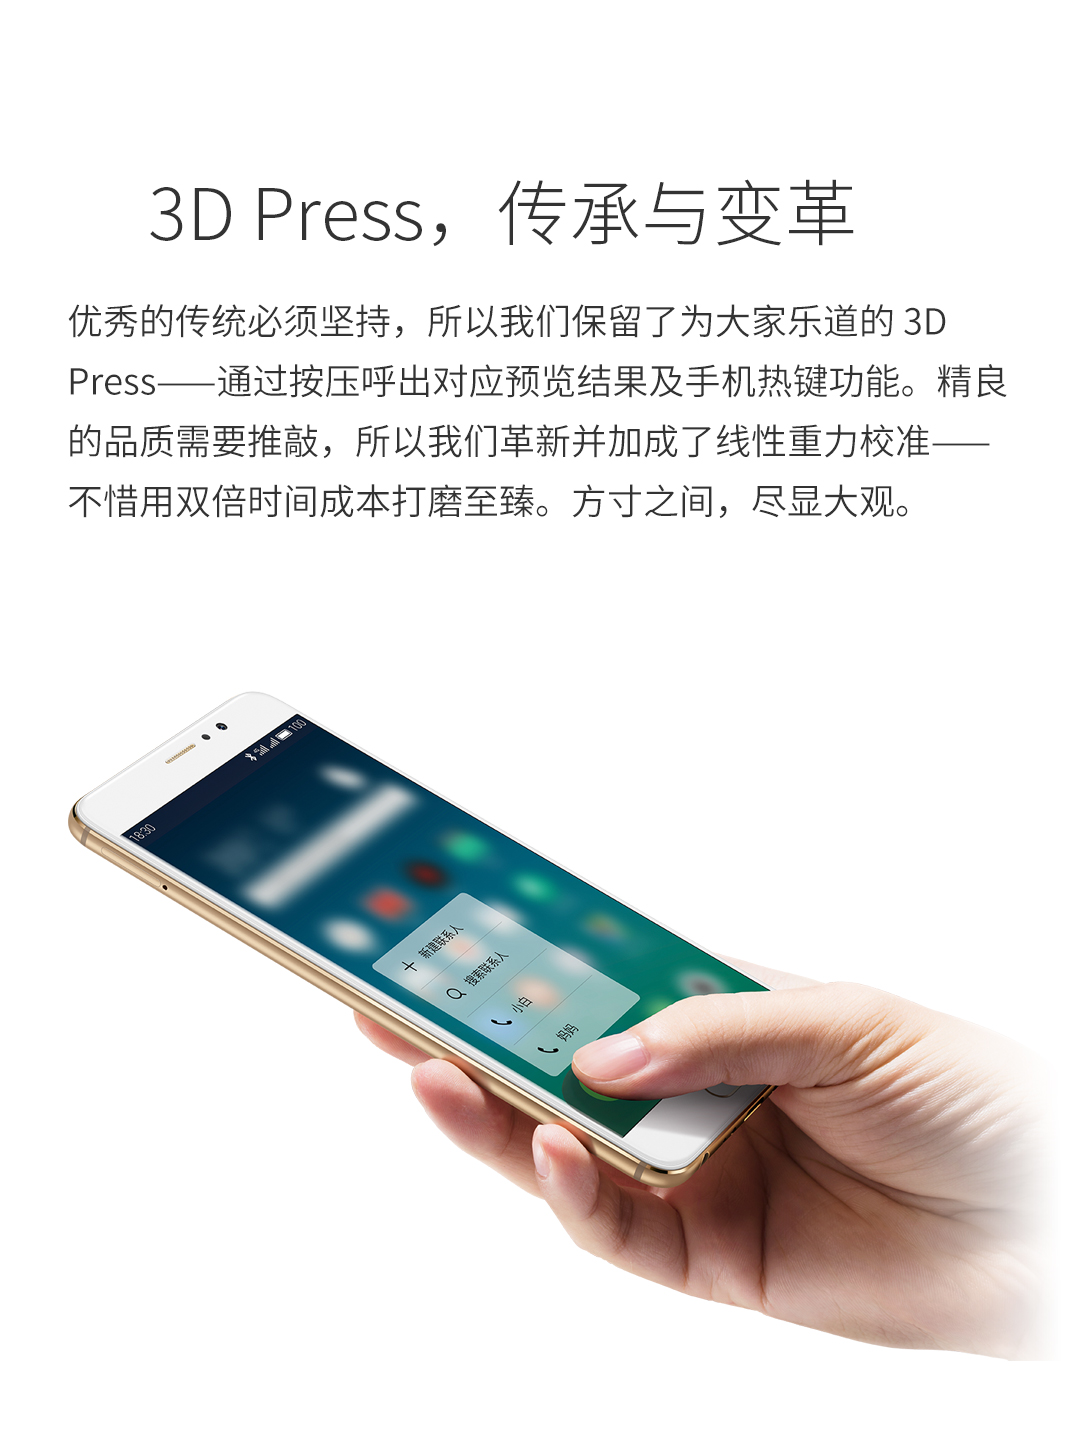 3D Press，传承与变革
优秀的传统必须坚持，所以我们保留了为大家乐道的 3D
Press——通过按压呼出对应预览结果及手机热键功能。精良
的品质需要推敲，所以我们革新并加成了线性重力校准——
不惜用双倍时间成本打磨至臻。方寸之间，尽显大观。
100
18:30
新建联系人
搜索联系人
小白
妈妈